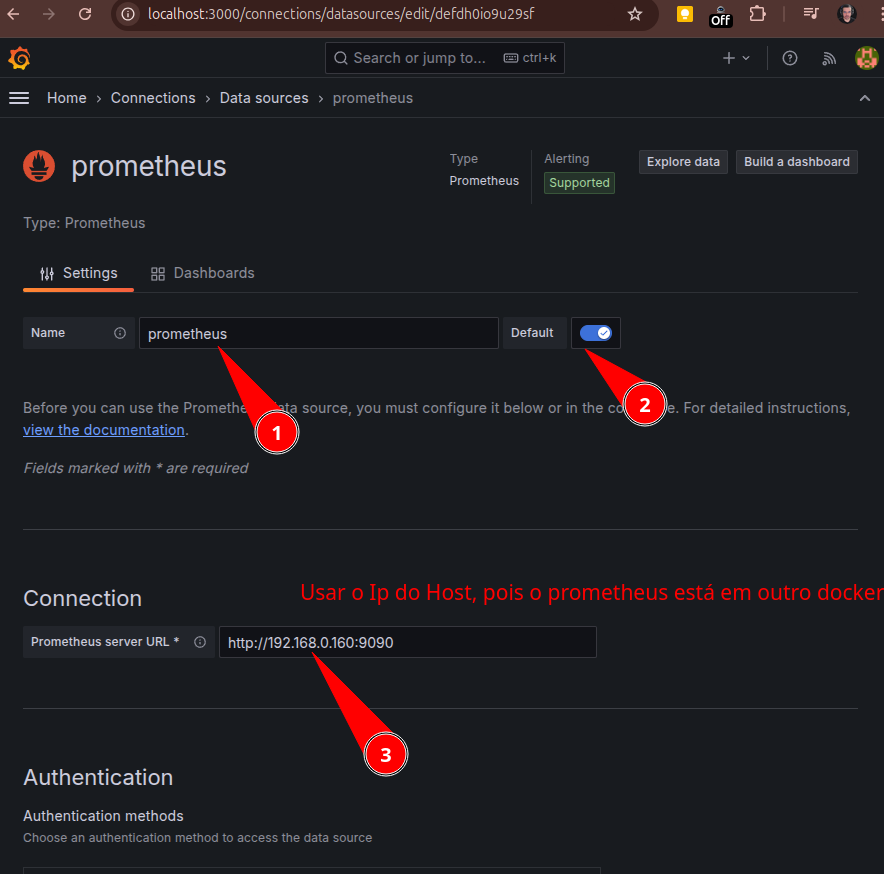 localhost:3000/connections/datasources/edit/defdh0io9u29sf
Off
Search or jump to... ctrl+k
Home › Connections › Data sources › prometheus
prometheus
Type
Prometheus
Alerting
Supported
Explore data
Build a dashboard
Type: Prometheus
Settings
Dashboards
Name
prometheus
Default
1
2
Before you can use the Prometheus data source, you must configure it below or in the co e. For detailed instructions,
view the documentation.
Fields marked with * are required
Connection
Usar o Ip do Host, pois o prometheus está em outro docker
Prometheus server URL *
http://192.168.0.160:9090
3
Authentication
Authentication methods
Choose an authentication method to access the data source